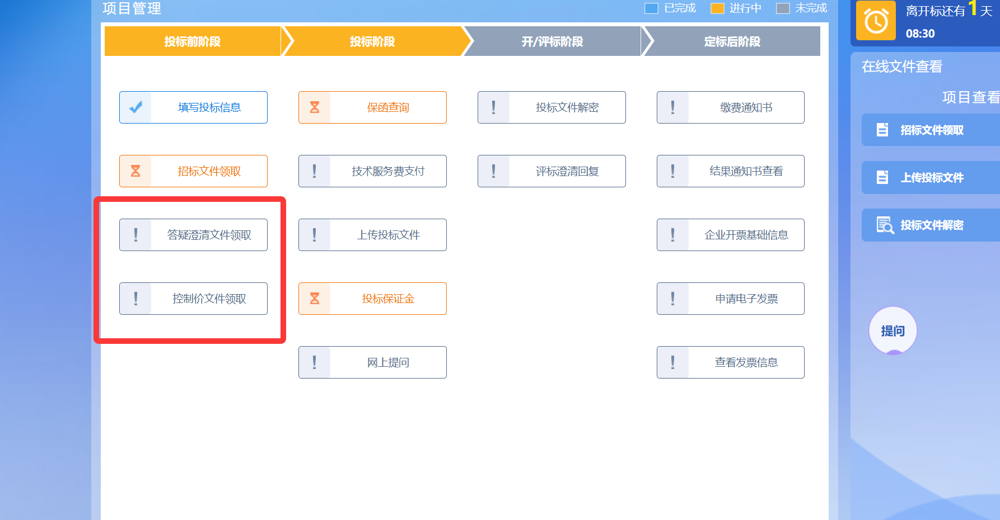 项目管理
已完成
进行中
未完成
投标前阶段
投标阶段
开/评标阶段
定标后阶段
填写投标信息
保函查询
投标文件解密
缴费通知书
招标文件领取
技术服务费支付
评标澄清回复
结果通知书查看
答疑澄清文件领取
上传投标文件
企业开票基础信息
控制价文件领取
投标保证金
申请电子发票
网上提问
查看发票信息
离开标还有1天
08:30
在线文件查看
项目查看
招标文件领取
上传投标文件
投标文件解密
提问